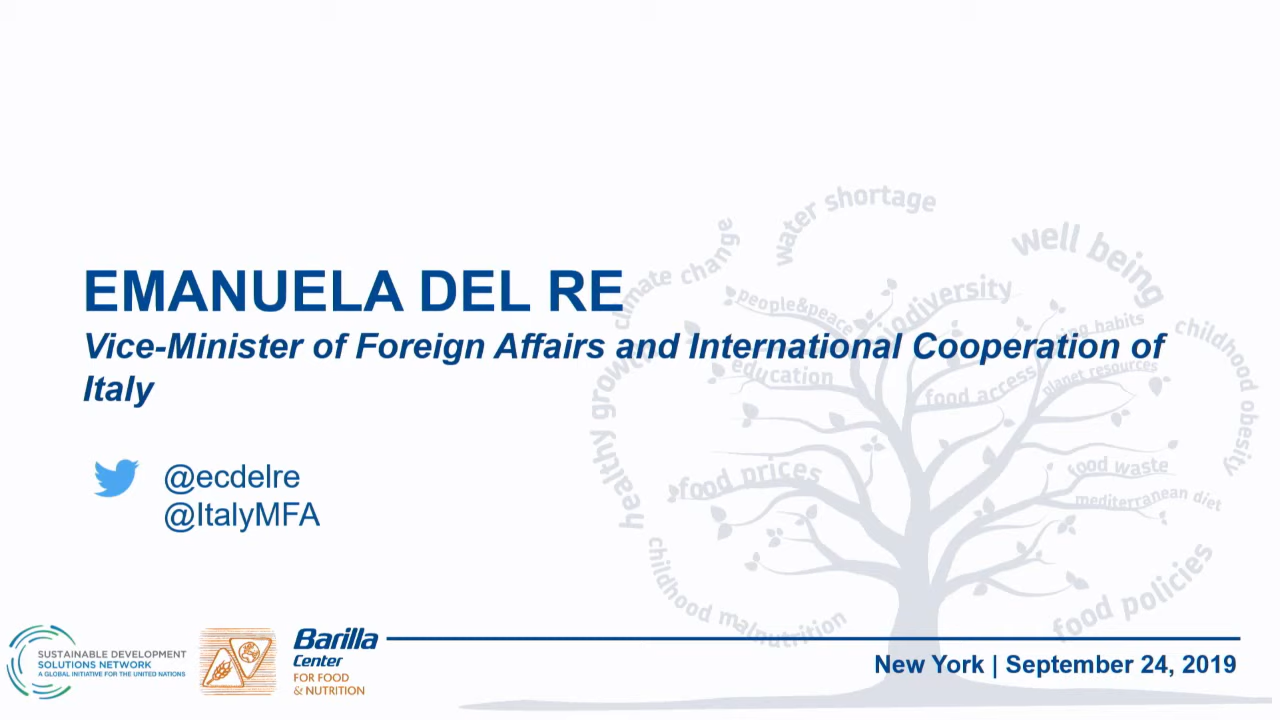 water shortage
climate change
well being
EMANUELA DEL RE
people&peace
biodiversity
Vice-Minister of Foreign Affairs and International Cooperation of
Italy
habits
childhood obesity
healthy growth
education
food access
planet resources
@ecdelre
@ItalyMFA
food prices
food waste
mediterranean diet
childhood malnutrition
food policies
SUSTAINABLE DEVELOPMENT
SOLUTIONS NETWORK
A GLOBAL INITIATIVE FOR THE UNITED NATIONS
Barilla
Center
FOR FOOD
& NUTRITION
New York | September 24, 2019